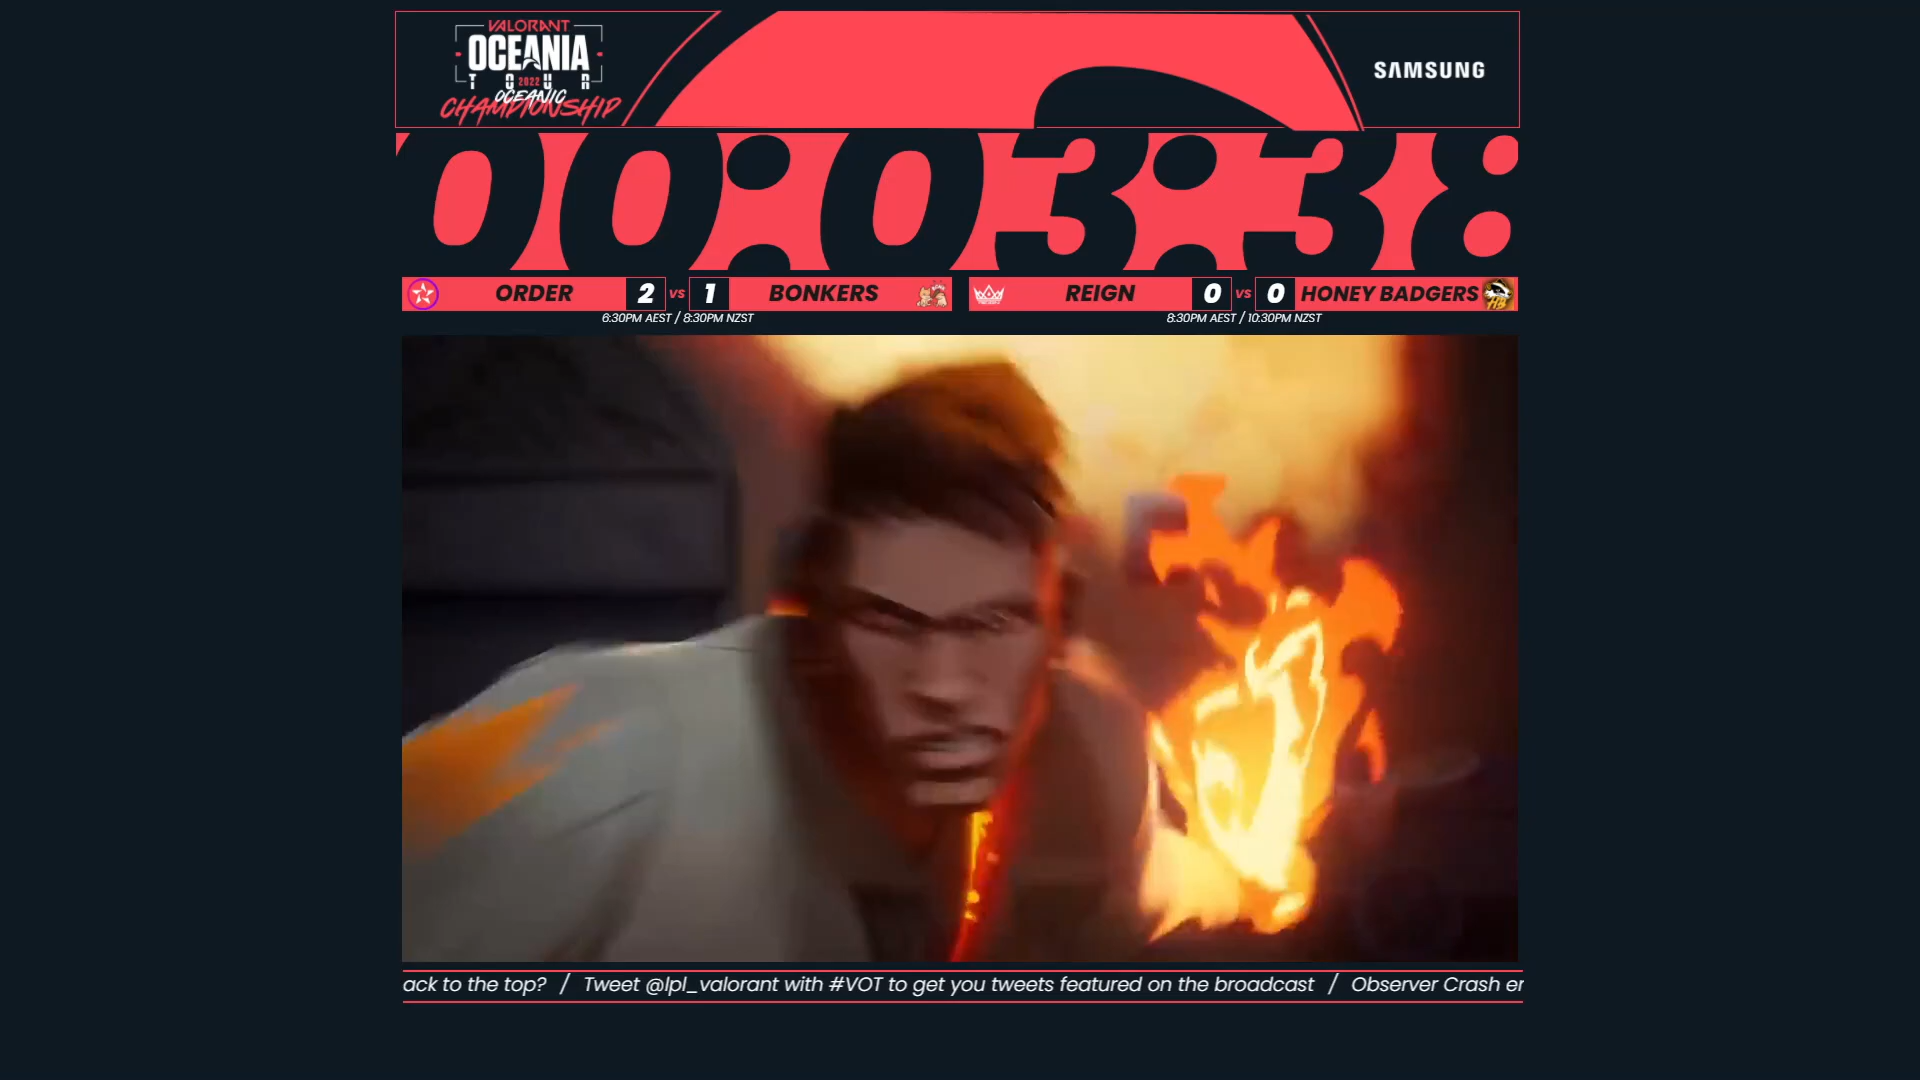 VALORANT
OCEANIA
T O U R
2022
OCEANIC
CHAMPIONSHIP
SAMSUNG
00:03:38
ORDER 2 VS 1 BONKERS
6:30PM AEST / 8:30PM NZST
REIGN 0 VS 0 HONEY BADGERS
HB
8:30PM AEST / 10:30PM NZST
ack to the top? / Tweet @lpl_valorant with #VOT to get you tweets featured on the broadcast / Observer Crash er